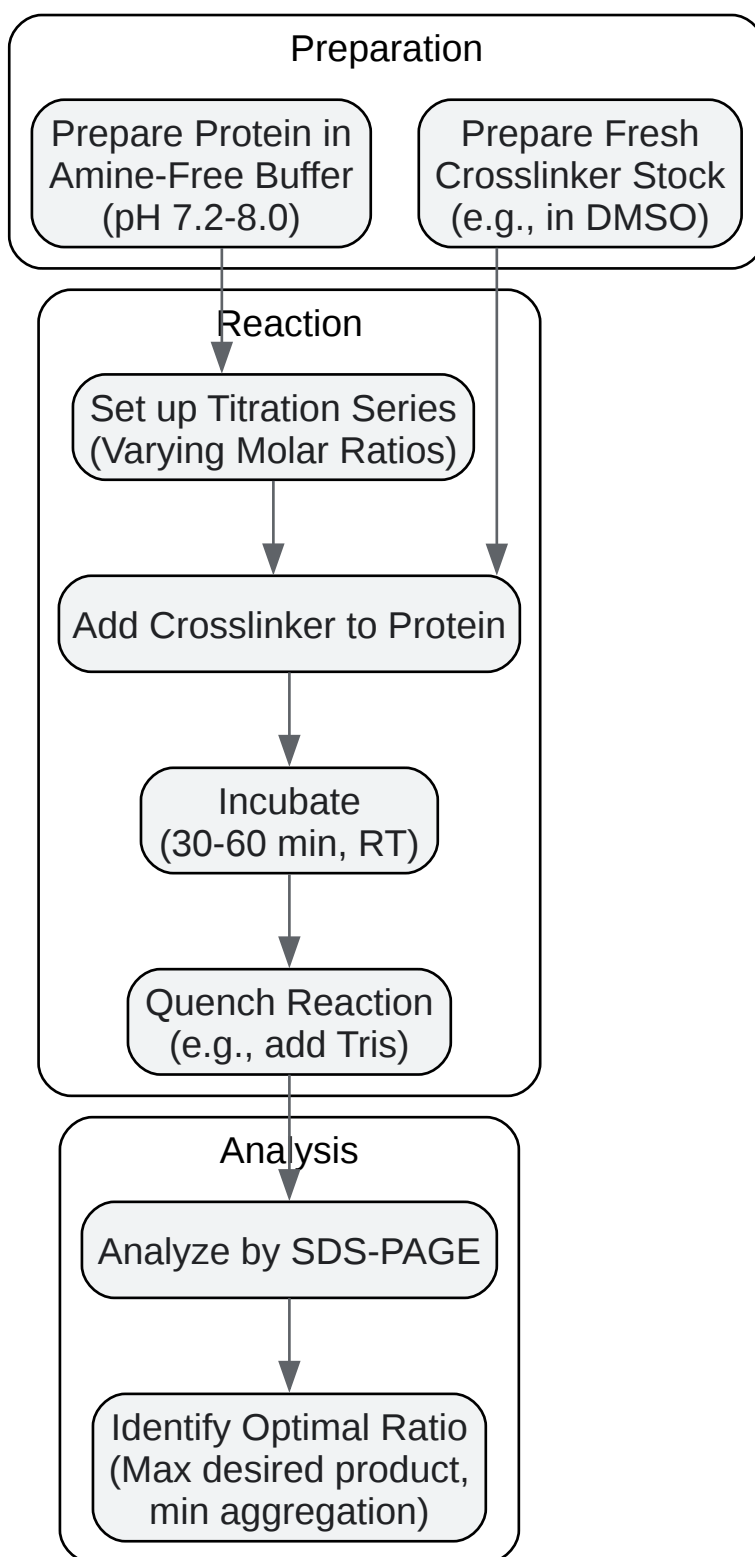 Preparation
Prepare Protein in
Amine-Free Buffer
(pH 7.2-8.0)
Prepare Fresh
Crosslinker Stock
(e.g., in DMSO)
Reaction
Set up Titration Series
(Varying Molar Ratios)
Add Crosslinker to Protein
Incubate
(30-60 min, RT)
Quench Reaction
(e.g., add Tris)
Analysis
Analyze by SDS-PAGE
Identify Optimal Ratio
(Max desired product,
min aggregation)